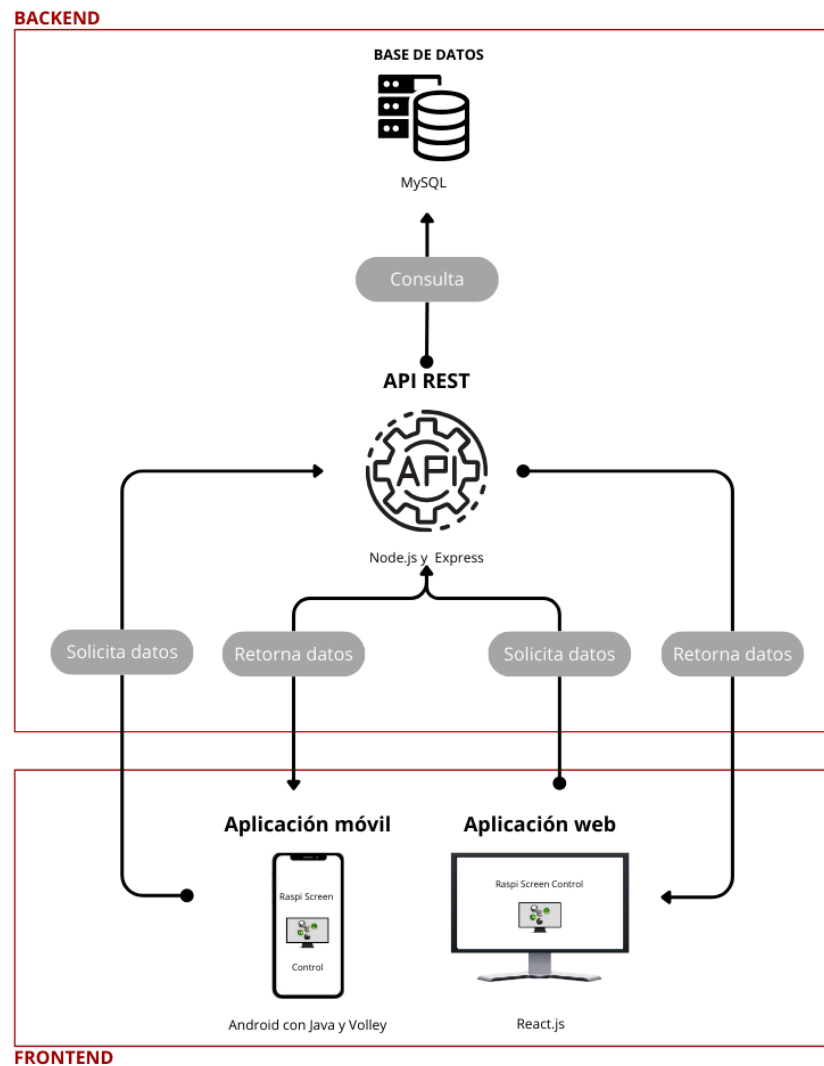 BACKEND
BASE DE DATOS
MySQL
Consulta
API REST
API
Node.js y Express
Solicita datos
Retorna datos
Solicita datos
Retorna datos
Aplicación móvil
Aplicación web
Raspi Screen
Control
Raspi Screen Control
Android con Java y Volley
React.js
FRONTEND